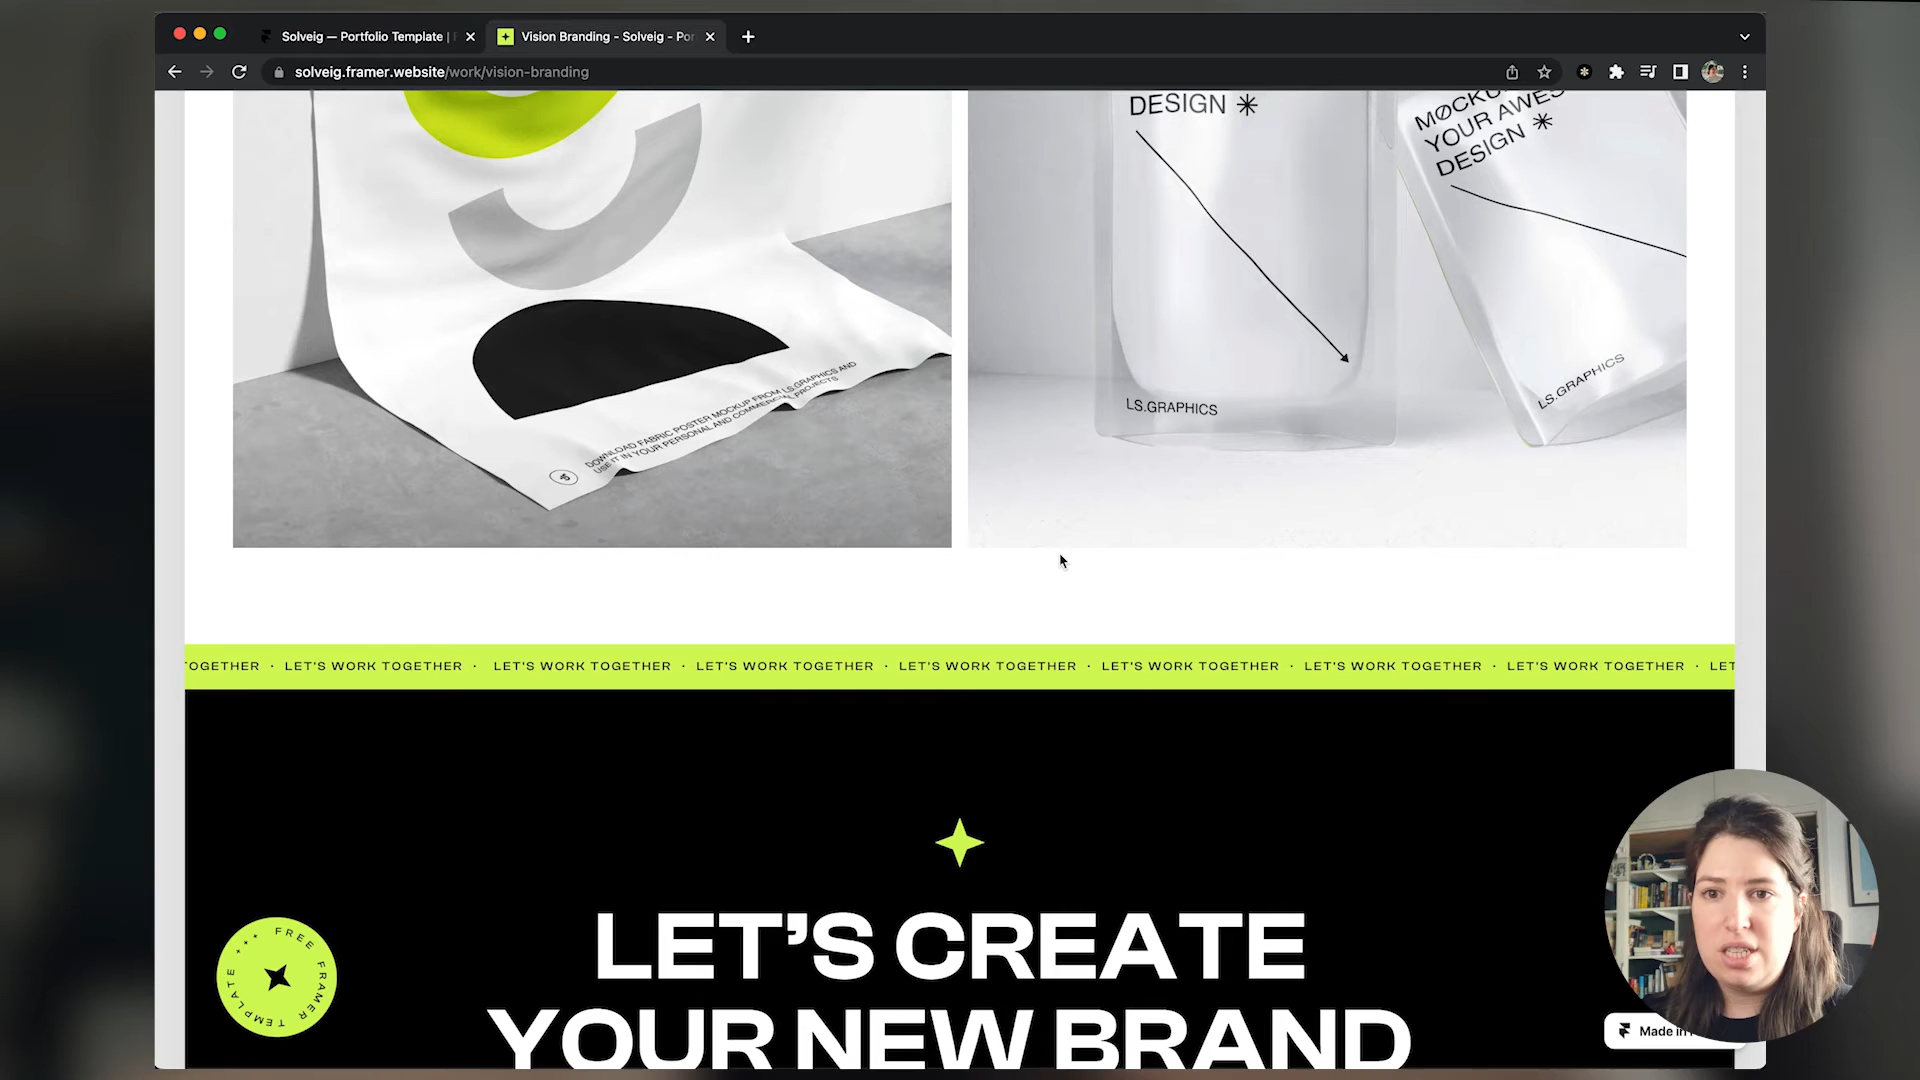 Solveig — Portfolio Template |
Vision Branding - Solveig - Por
solveig.framer.website/work/vision-branding
DESIGN ✳
YOUR AWES
DESIGN ✳
LS.GRAPHICS
LS.GRAPHICS
DOWNLOAD FABRIC POSTER MOCKUP FROM LS.GRAPHICS AND
USE IT IN YOUR PERSONAL AND COMMERCIAL PROJECTS
TOGETHER · LET'S WORK TOGETHER · LET'S WORK TOGETHER · LET'S WORK TOGETHER · LET'S WORK TOGETHER · LET'S WORK TOGETHER · LET'S WORK TOGETHER · LET'S WORK TOGETHER · LET
LET’S CREATE
YOUR NEW BRAND
FREE FRAMER TEMPLATE
Made in